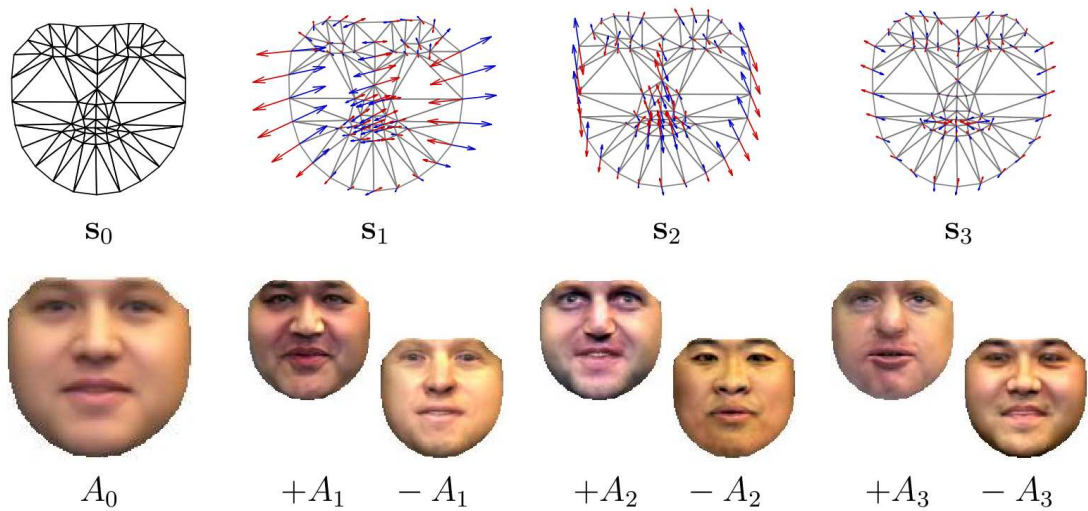 s₀ s₁ s₂ s₃
A₀ +A₁ − A₁ +A₂ − A₂ +A₃ − A₃